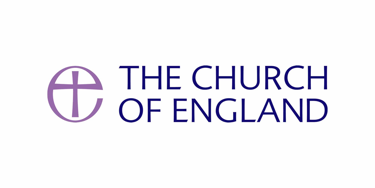 THE CHURCH
OF ENGLAND